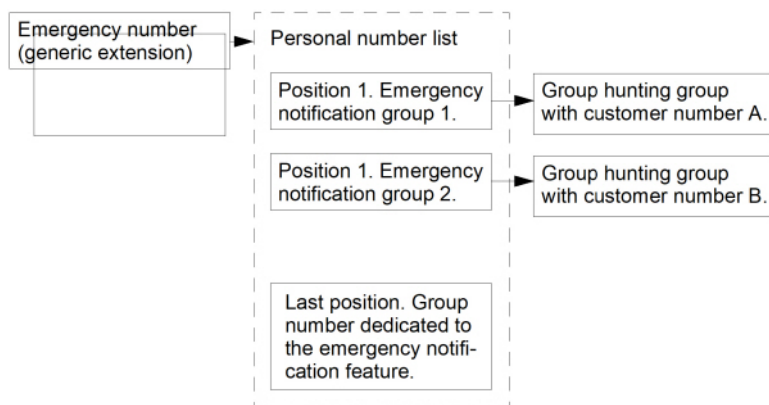 Emergency number
(generic extension)
Personal number list
Position 1. Emergency
notification group 1.
Group hunting group
with customer number A.
Position 1. Emergency
notification group 2.
Group hunting group
with customer number B.
Last position. Group
number dedicated to
the emergency notifi-
cation feature.